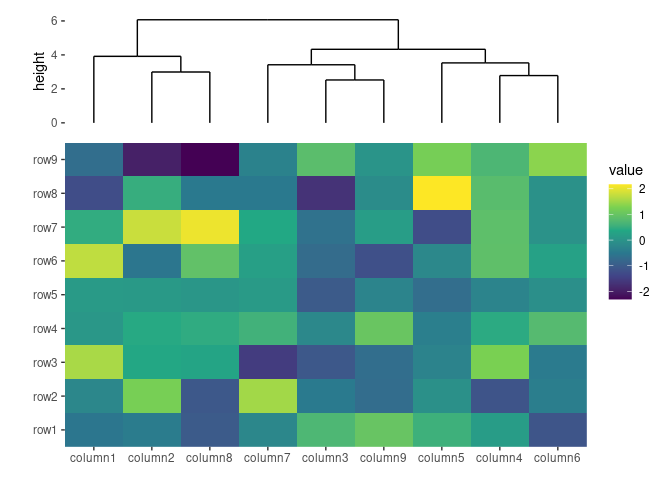 6
4
2
0
height
row9
row8
row7
row6
row5
row4
row3
row2
row1
column1 column2 column8 column7 column3 column9 column5 column4 column6
value
2
1
0
-1
-2